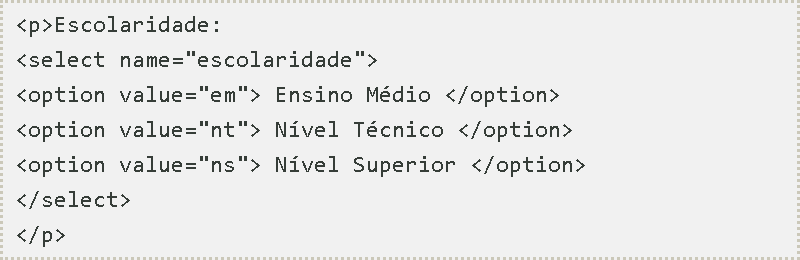 <p>Escolaridade:
<select name="escolaridade">
<option value="em"> Ensino Médio </option>
<option value="nt"> Nível Técnico </option>
<option value="ns"> Nível Superior </option>
</select>
</p>